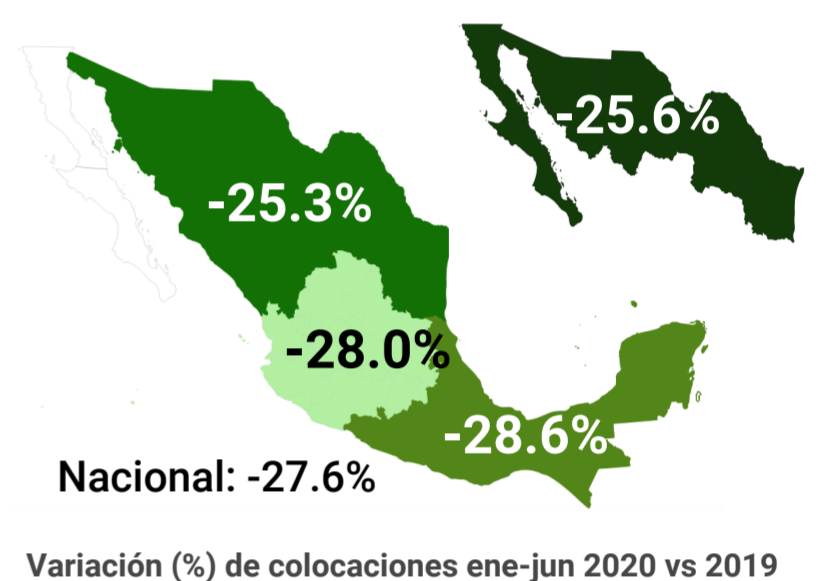 -25.6%
-25.3%
-28.0%
-28.6%
Nacional: -27.6%
Variación (%) de colocaciones ene-jun 2020 vs 2019